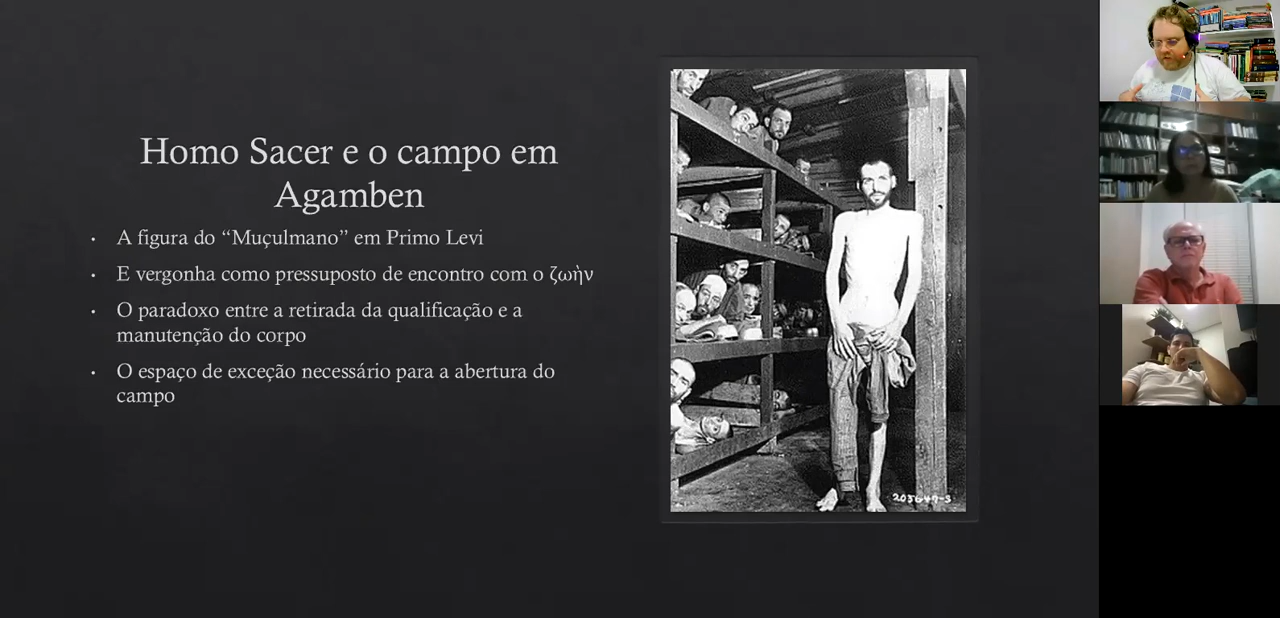 Homo Sacer e o campo em
Agamben
• A figura do “Muçulmano” em Primo Levi
• E vergonha como pressuposto de encontro com o ζωὴν
• O paradoxo entre a retirada da qualificação e a
manutenção do corpo
• O espaço de exceção necessário para a abertura do
campo